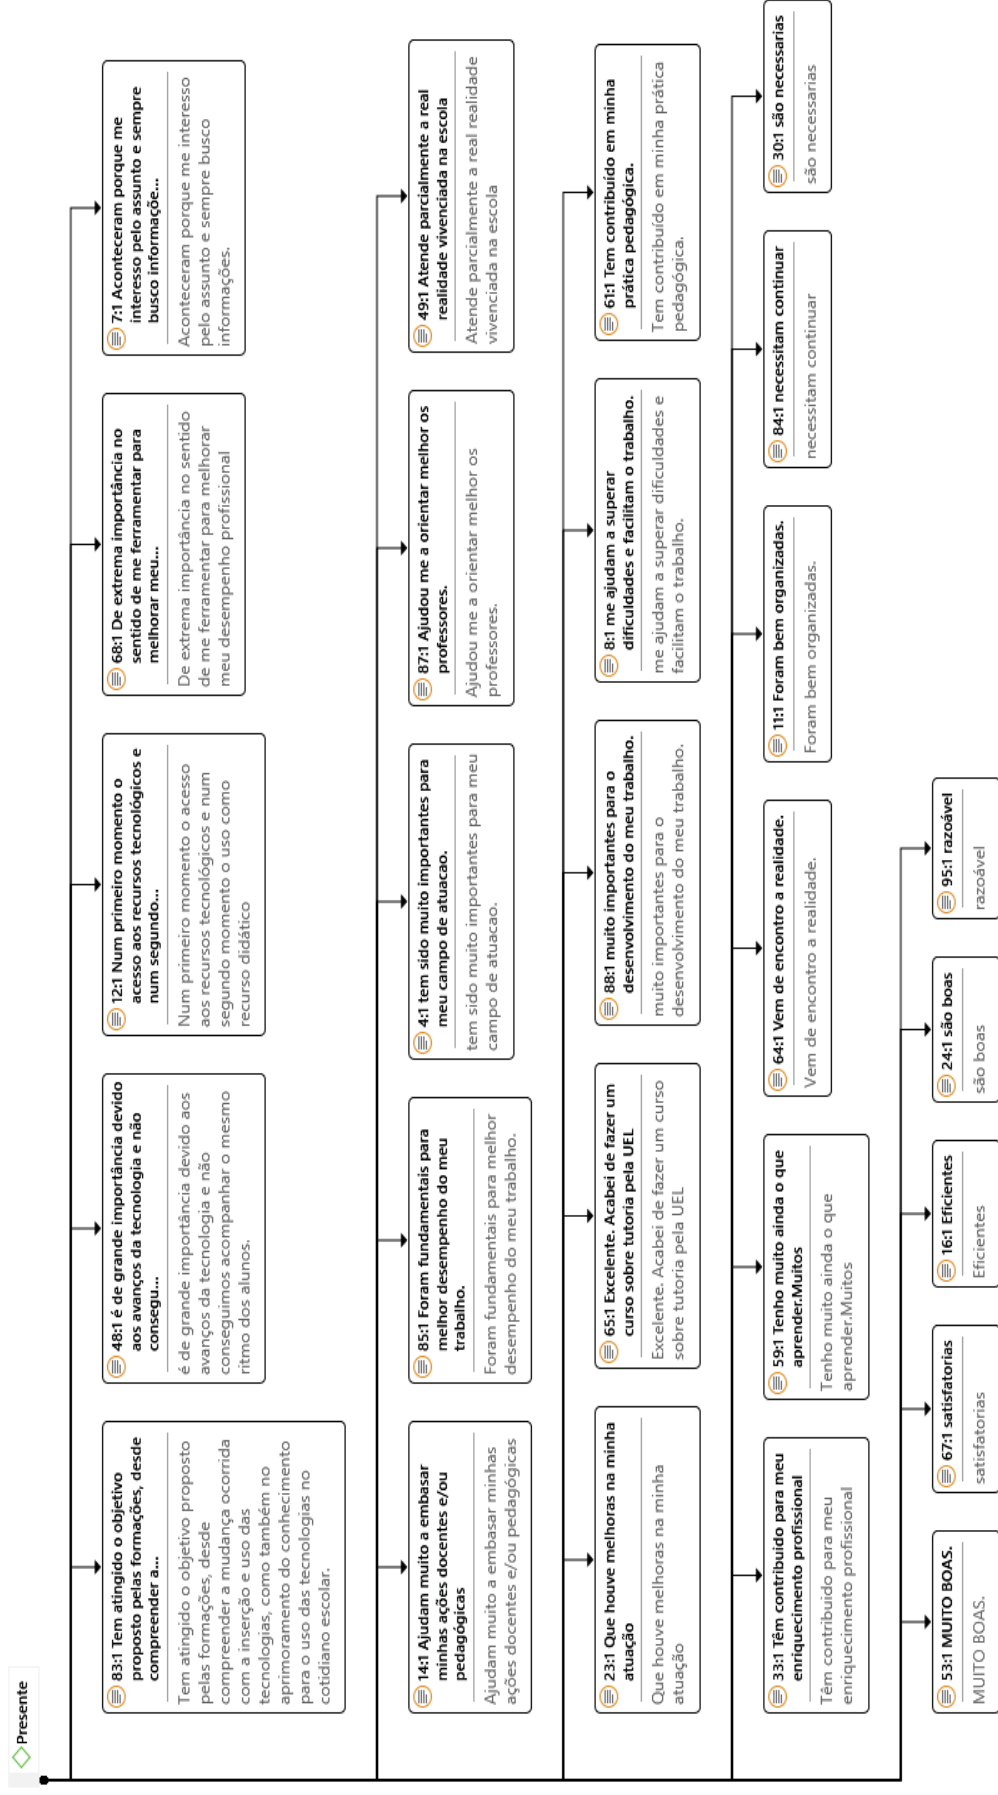 Presente
83:1 Tem atingido o objetivo
proposto pelas formações, desde
compreender a...
Tem atingido o objetivo proposto
pelas formações, desde
compreender a mudança ocorrida
com a inserção e uso das
tecnologias, como também no
aprimoramento do conhecimento
para o uso das tecnologias no
cotidiano escolar.
48:1 é de grande importância devido
aos avanços da tecnologia e não
consegu...
é de grande importância devido aos
avanços da tecnologia e não
conseguimos acompanhar o mesmo
ritmo dos alunos.
12:1 Num primeiro momento o
acesso aos recursos tecnológicos e
num segundo...
Num primeiro momento o acesso
aos recursos tecnológicos e num
segundo momento o uso como
recurso didático
68:1 De extrema importância no
sentido de me ferramentar para
melhorar meu...
De extrema importância no sentido
de me ferramentar para melhorar
meu desempenho profissional
7:1 Aconteceram porque me
interesso pelo assunto e sempre
busco informaçõe...
Aconteceram porque me interesso
pelo assunto e sempre busco
informações.
14:1 Ajudam muito a embasar
minhas ações docentes e/ou
pedagógicas
Ajudam muito a embasar minhas
ações docentes e/ou pedagógicas
85:1 Foram fundamentais para
melhor desempenho do meu
trabalho.
Foram fundamentais para melhor
desempenho do meu trabalho.
4:1 tem sido muito importantes para
meu campo de atuacao.
tem sido muito importantes para meu
campo de atuacao.
87:1 Ajudou me a orientar melhor os
professores.
Ajudou me a orientar melhor os
professores.
49:1 Atende parcialmente a real
realidade vivenciada na escola
Atende parcialmente a real realidade
vivenciada na escola
23:1 Que houve melhoras na minha
atuação
Que houve melhoras na minha
atuação
65:1 Excelente. Acabei de fazer um
curso sobre tutoria pela UEL
Excelente. Acabei de fazer um curso
sobre tutoria pela UEL
88:1 muito importantes para o
desenvolvimento do meu trabalho.
muito importantes para o
desenvolvimento do meu trabalho.
8:1 me ajudam a superar
dificuldades e facilitam o trabalho.
me ajudam a superar dificuldades e
facilitam o trabalho.
61:1 Tem contribuído em minha
prática pedagógica.
Tem contribuído em minha prática
pedagógica.
33:1 Têm contribuído para meu
enriquecimento profissional
Têm contribuído para meu
enriquecimento profissional
59:1 Tenho muito ainda o que
aprender.Muitos
Tenho muito ainda o que
aprender.Muitos
64:1 Vem de encontro a realidade.
Vem de encontro a realidade.
11:1 Foram bem organizadas.
Foram bem organizadas.
84:1 necessitam continuar
necessitam continuar
30:1 são necessarias
são necessarias
53:1 MUITO BOAS.
MUITO BOAS.
67:1 satisfatorias
satisfatorias
16:1 Eficientes
Eficientes
24:1 são boas
são boas
95:1 razoável
razoável